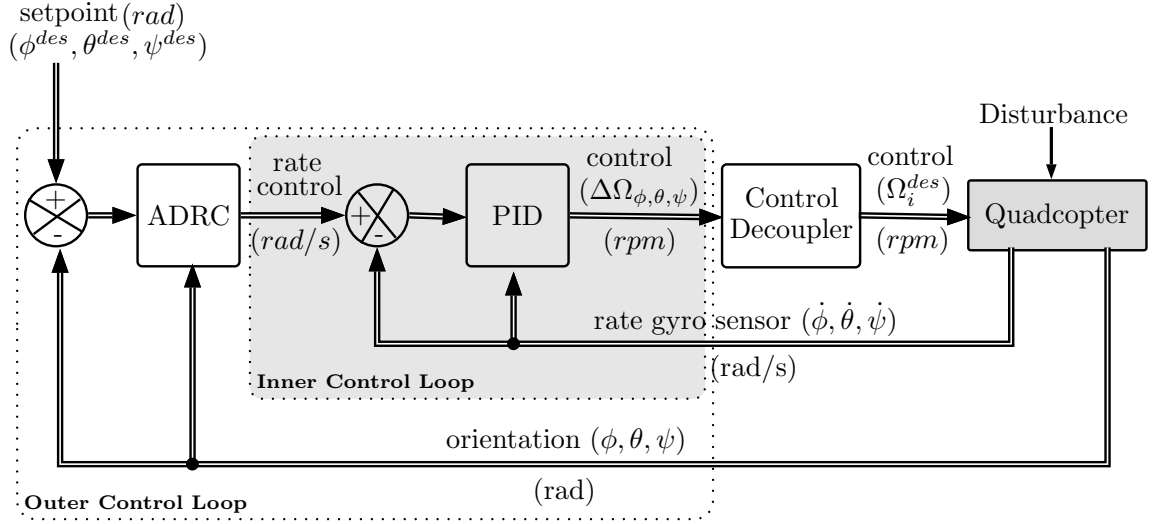 setpoint(rad)
(ϕ^des, θ^des, ψ^des)
Disturbance
+
-
ADRC
rate
control
(rad/s)
+
-
PID
control
(ΔΩ_ϕ,θ,ψ)
(rpm)
Control
Decoupler
control
(Ω_i^des)
(rpm)
Quadcopter
rate gyro sensor (ϕ̇, θ̇, ψ̇)
(rad/s)
Inner Control Loop
orientation (ϕ, θ, ψ)
(rad)
Outer Control Loop